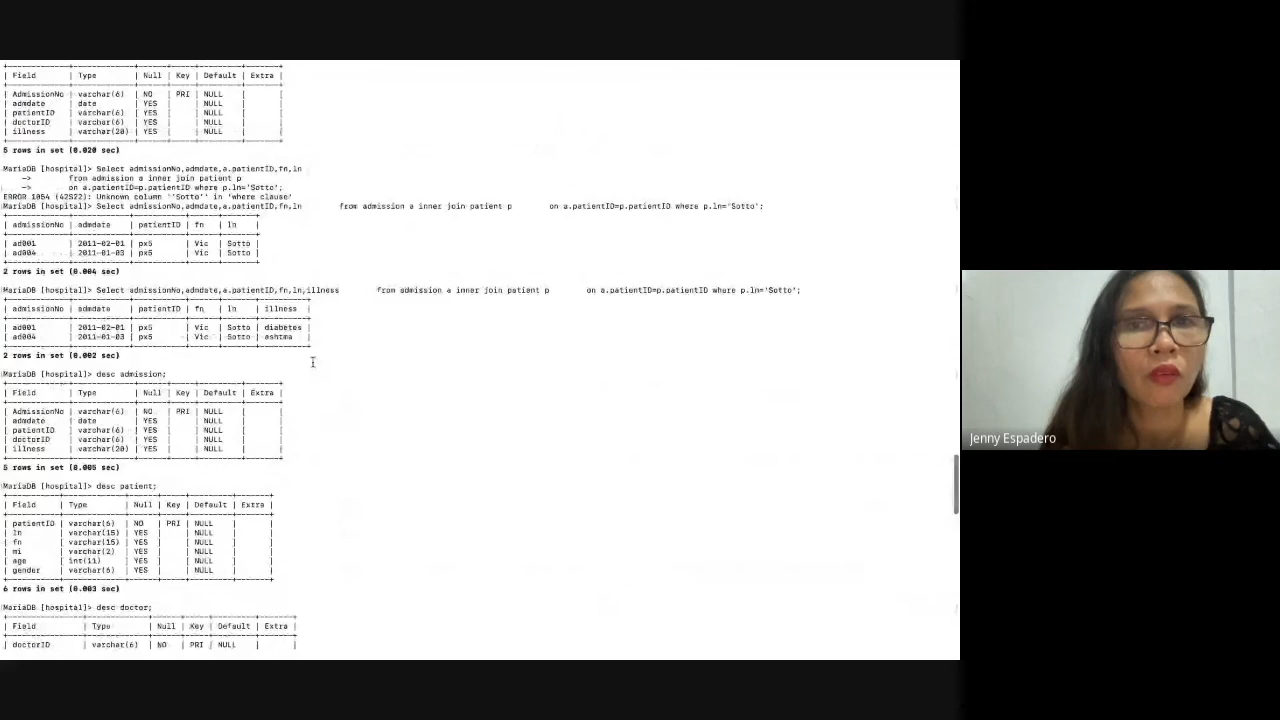 +----------+-----------+----+---+-------+-----+
| Field | Type | Null | Key | Default | Extra |
+----------+-----------+----+---+-------+-----+
| AdmissionNo | varchar(6) | NO | PRI | NULL | |
| admdate | date | YES | | NULL | |
| patientID | varchar(6) | YES | | NULL | |
| doctorID | varchar(6) | YES | | NULL | |
| illness | varchar(20) | YES | | NULL | |
+----------+-----------+----+---+-------+-----+
5 rows in set (0.020 sec)
MariaDB [hospital]> Select admissionNo,admdate,a.patientID,fn,ln
-> from admission a inner join patient p
-> on a.patientID=p.patientID where p.ln='Sotto';
ERROR 1054 (42S22): Unknown column ''Sotto'' in 'where clause'
MariaDB [hospital]> Select admissionNo,admdate,a.patientID,fn,ln from admission a inner join patient p on a.patientID=p.patientID where p.ln='Sotto';
+-----------+----------+---------+----+-----+
| admissionNo | admdate | patientID | fn | ln |
+-----------+----------+---------+----+-----+
| ad001 | 2011-02-01 | px5 | Vic | Sotto |
| ad004 | 2011-01-03 | px5 | Vic | Sotto |
+-----------+----------+---------+----+-----+
2 rows in set (0.004 sec)
MariaDB [hospital]> Select admissionNo,admdate,a.patientID,fn,ln,illness from admission a inner join patient p on a.patientID=p.patientID where p.ln='Sotto';
+-----------+----------+---------+----+-----+--------+
| admissionNo | admdate | patientID | fn | ln | illness |
+-----------+----------+---------+----+-----+--------+
| ad001 | 2011-02-01 | px5 | Vic | Sotto | diabetes |
| ad004 | 2011-01-03 | px5 | Vic | Sotto | ashtma |
+-----------+----------+---------+----+-----+--------+
2 rows in set (0.002 sec)
MariaDB [hospital]> desc admission;
+----------+-----------+----+---+-------+-----+
| Field | Type | Null | Key | Default | Extra |
+----------+-----------+----+---+-------+-----+
| AdmissionNo | varchar(6) | NO | PRI | NULL | |
| admdate | date | YES | | NULL | |
| patientID | varchar(6) | YES | | NULL | |
| doctorID | varchar(6) | YES | | NULL | |
| illness | varchar(20) | YES | | NULL | |
+----------+-----------+----+---+-------+-----+
5 rows in set (0.005 sec)
MariaDB [hospital]> desc patient;
+---------+-----------+----+---+-------+-----+
| Field | Type | Null | Key | Default | Extra |
+---------+-----------+----+---+-------+-----+
| patientID | varchar(6) | NO | PRI | NULL | |
| ln | varchar(15) | YES | | NULL | |
| fn | varchar(15) | YES | | NULL | |
| mi | varchar(2) | YES | | NULL | |
| age | int(11) | YES | | NULL | |
| gender | varchar(6) | YES | | NULL | |
+---------+-----------+----+---+-------+-----+
6 rows in set (0.003 sec)
MariaDB [hospital]> desc doctor;
+-------------+-----------+----+---+-------+-----+
| Field | Type | Null | Key | Default | Extra |
+-------------+-----------+----+---+-------+-----+
| doctorID | varchar(6) | NO | PRI | NULL | |
Jenny Espadero